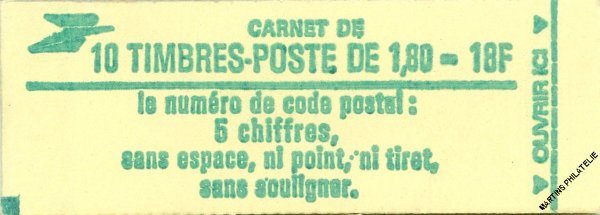 CARNET DE
10 TIMBRES-POSTE DE 1,80 - 18F
le numéro de code postal :
5 chiffres,
sans espace, ni point, ni tiret,
sans souligner.
OUVRIR ICI
MARTINS PHILATELIE